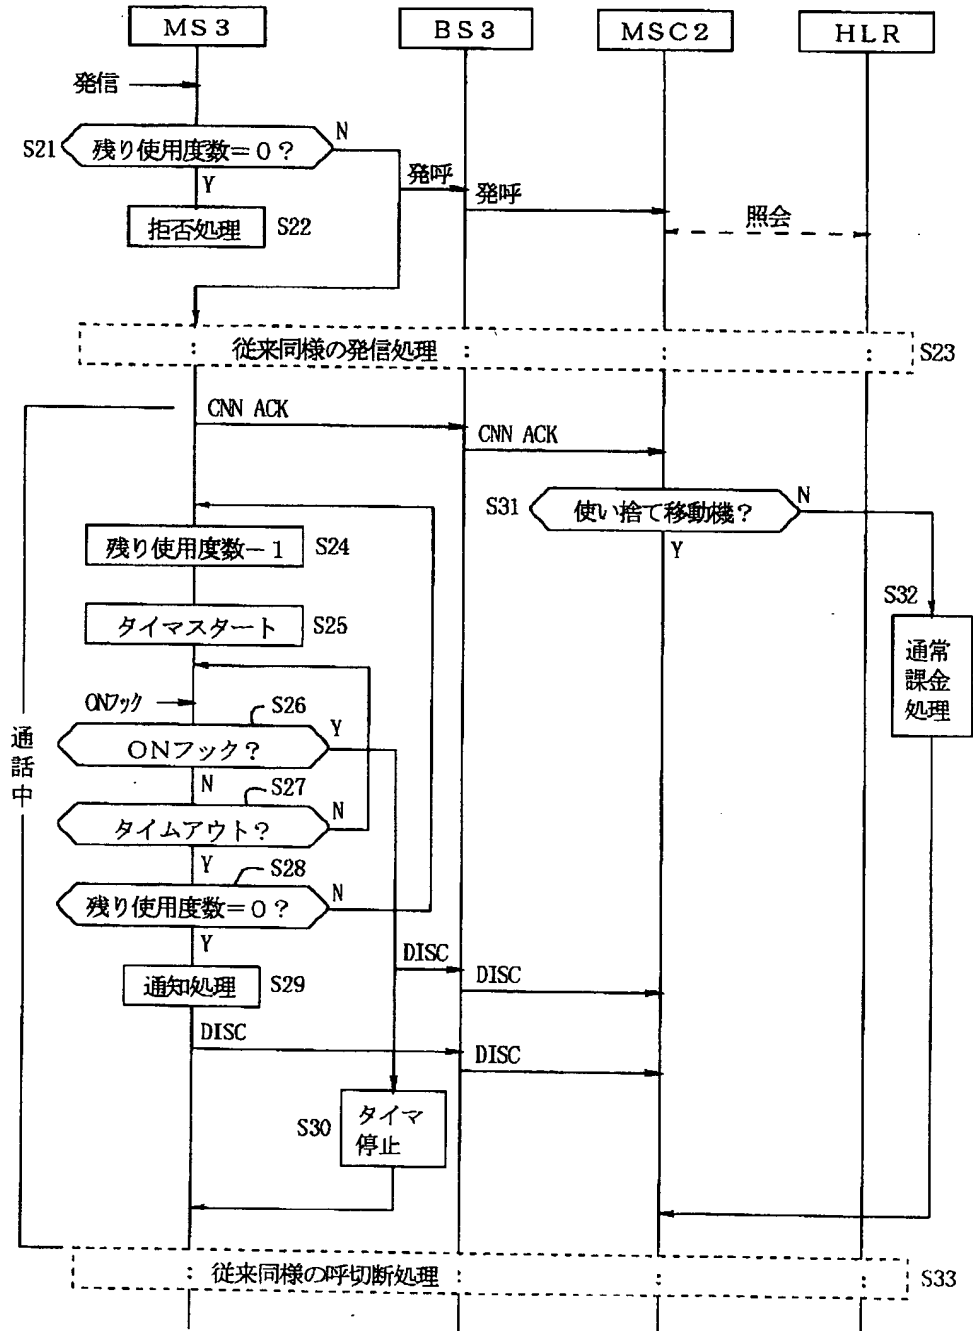 MS3
BS3
MSC2
HLR
発信
S21
残り使用度数=0?
N
Y
発呼
発呼
照会
拒否処理
S22
従来同様の発信処理
S23
CNN ACK
CNN ACK
S31
使い捨て移動機?
N
Y
残り使用度数-1
S24
S32
通常
課金
処理
タイマスタート
S25
ONフック
S26
ONフック?
Y
N
通話中
S27
タイムアウト?
N
Y
S28
残り使用度数=0?
N
Y
DISC
DISC
通知処理
S29
DISC
DISC
S30
タイマ
停止
従来同様の呼切断処理
S33